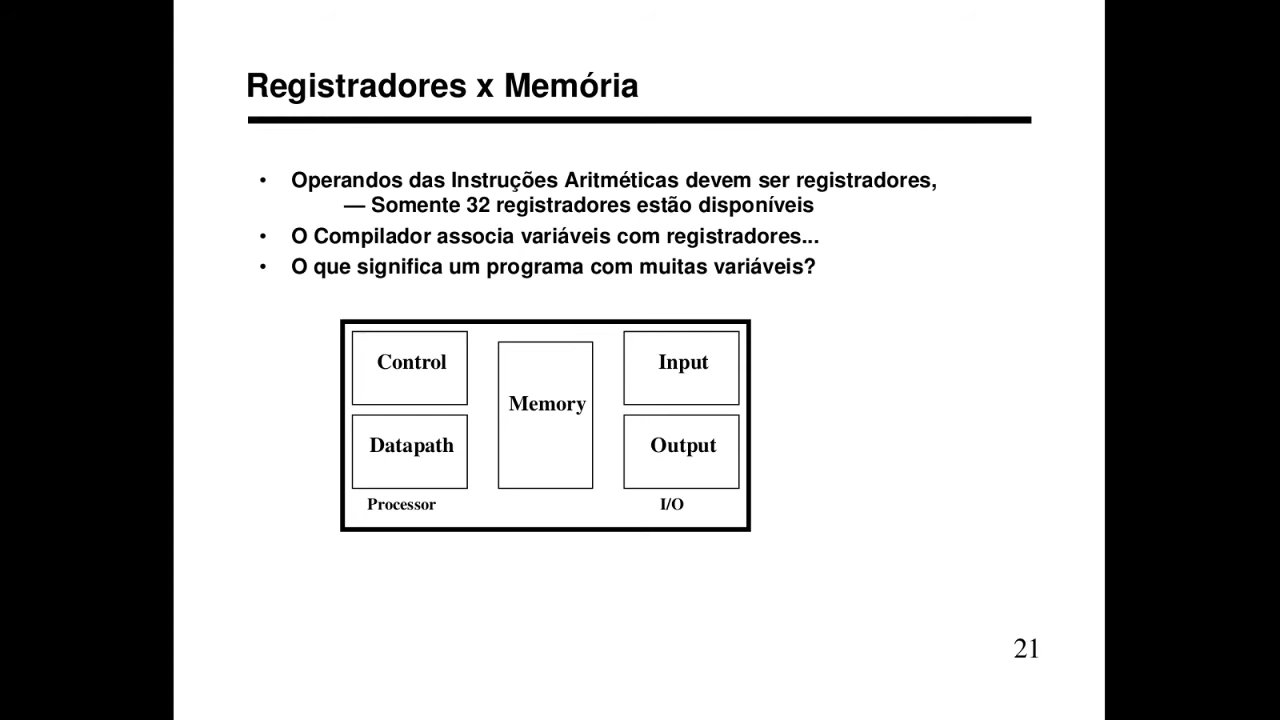 Registradores x Memória
• Operandos das Instruções Aritméticas devem ser registradores,
— Somente 32 registradores estão disponíveis
• O Compilador associa variáveis com registradores...
• O que significa um programa com muitas variáveis?
Control
Input
Memory
Datapath
Output
Processor
I/O
21